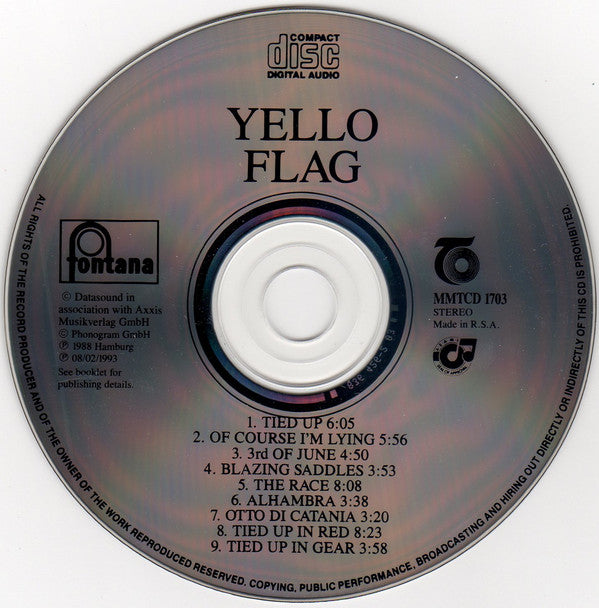 COMPACT
disc
DIGITAL AUDIO
YELLO
FLAG
fontana
© Datasound in
association with Axxis
Musikverlag GmbH
© Phonogram GmbH
℗ 1988 Hamburg
℗ 08/02/1993
See booklet for
publishing details.
MMTCD 1703
STEREO
Made in R.S.A.
1. TIED UP 6:05
2. OF COURSE I'M LYING 5:56
3. 3rd OF JUNE 4:50
4. BLAZING SADDLES 3:53
5. THE RACE 8:08
6. ALHAMBRA 3:38
7. OTTO DI CATANIA 3:20
8. TIED UP IN RED 8:23
9. TIED UP IN GEAR 3:58
ALL RIGHTS OF THE RECORD PRODUCER AND OF THE OWNER OF THE WORK REPRODUCED RESERVED. COPYING, PUBLIC PERFORMANCE, BROADCASTING AND HIRING OUT DIRECTLY OR INDIRECTLY OF THIS CD IS PROHIBITED.